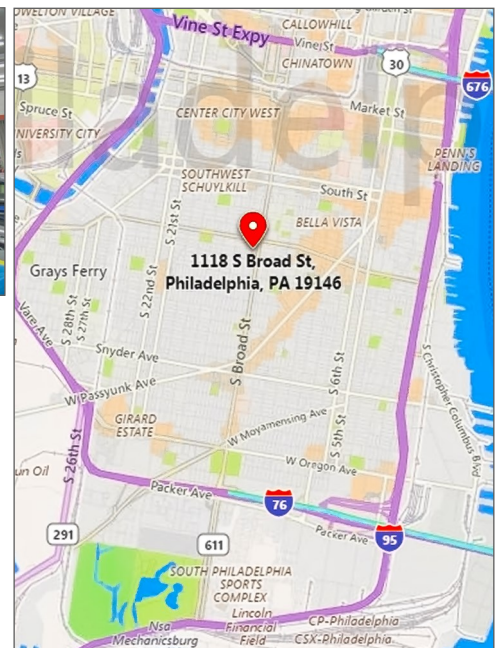 DWELTON VILLAGE
Vine St Expy
CALLOWHILL
Vine St
CHINATOWN
30
676
13
Spruce St
CENTER CITY WEST
Market St
NIVERSITY CITY
PENN'S
LANDING
SOUTHWEST
SCHUYLKILL
South St
S 21st St
BELLA VISTA
1118 S Broad St,
Philadelphia, PA 19146
Grays Ferry
S 22nd St
S 28th St
S 27th St
Vare Ave
Snyder Ave
S Broad St
S 6th St
S Christopher Columbus Blvd
W Passyunk Ave
GIRARD
ESTATE
W Moyamensing Ave
S 5th St
S 26th St
W Oregon Ave
un Oil
Packer Ave
76
Packer Ave
95
291
611
SOUTH PHILADELPHIA
SPORTS
COMPLEX
Lincoln
Financial
Field
Nsa
Mechanicsburg
CP-Philadelphia
CSX-Philadelphia